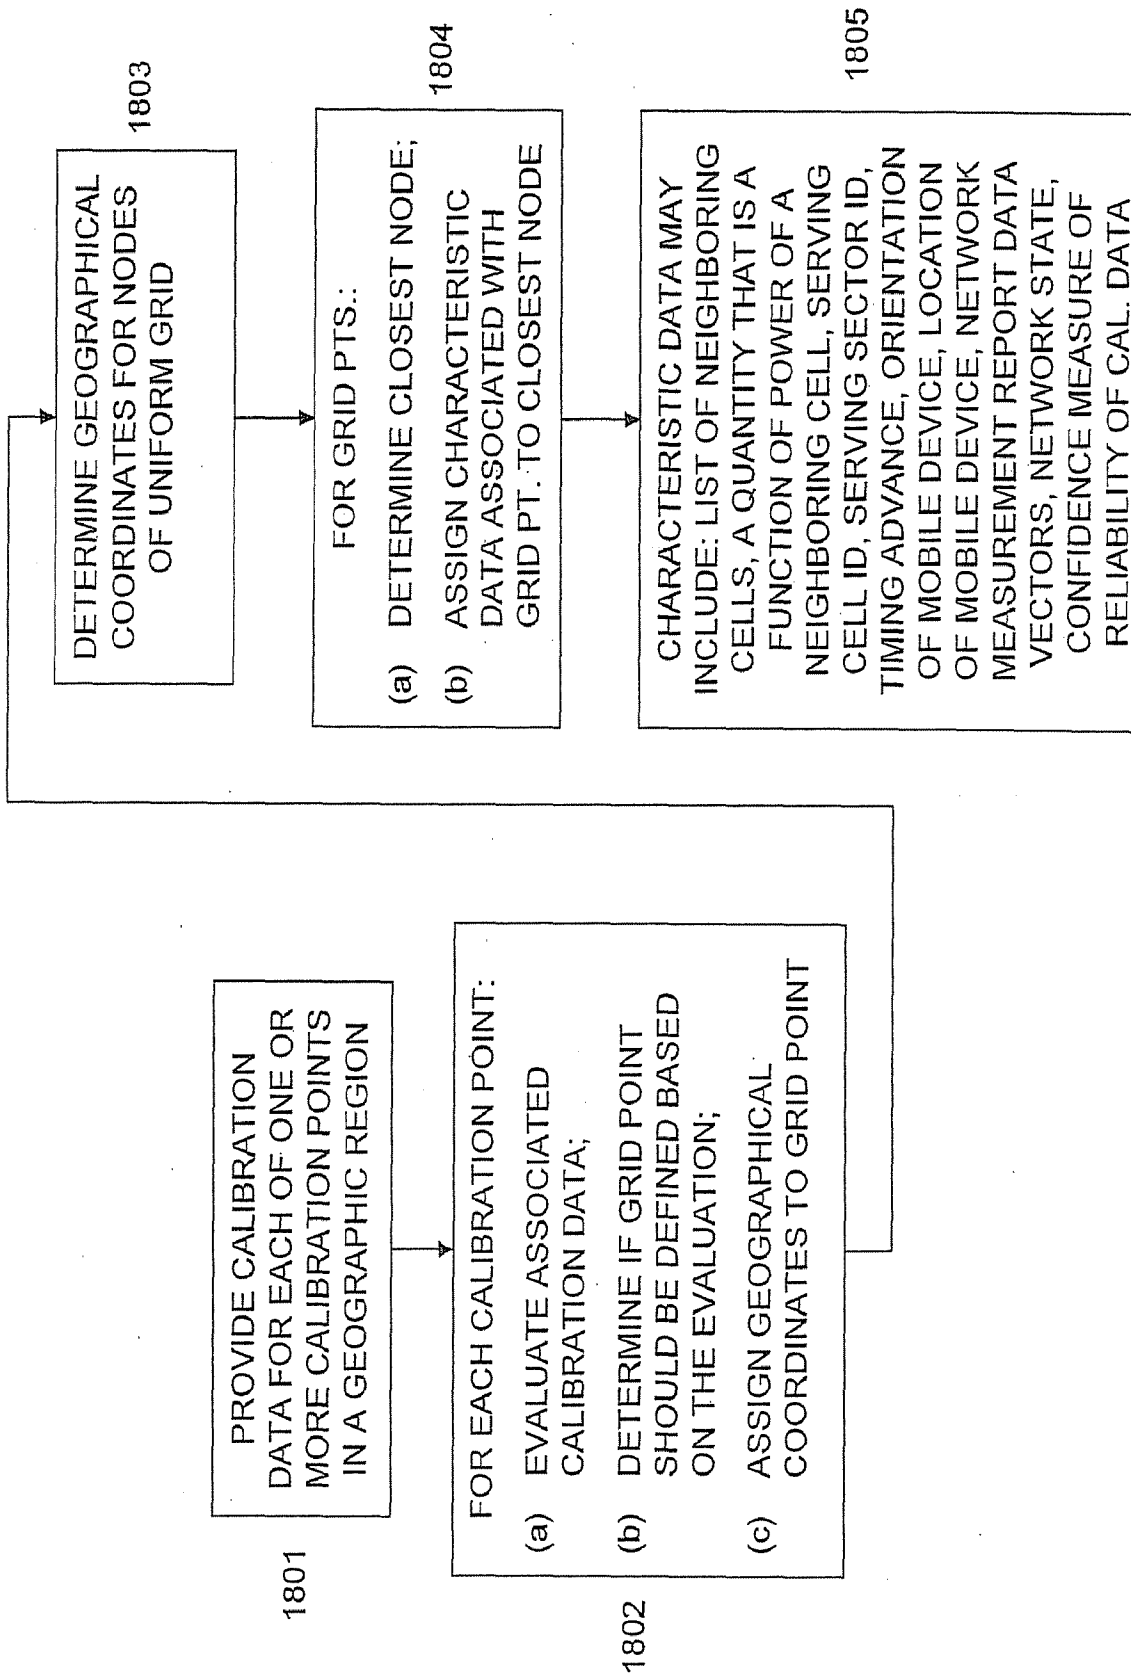 1801
PROVIDE CALIBRATION
DATA FOR EACH OF ONE OR
MORE CALIBRATION POINTS
IN A GEOGRAPHIC REGION
1802
FOR EACH CALIBRATION POINT:
(a) EVALUATE ASSOCIATED
CALIBRATION DATA;
(b) DETERMINE IF GRID POINT
SHOULD BE DEFINED BASED
ON THE EVALUATION;
(c) ASSIGN GEOGRAPHICAL
COORDINATES TO GRID POINT
1803
DETERMINE GEOGRAPHICAL
COORDINATES FOR NODES
OF UNIFORM GRID
1804
FOR GRID PTS.:
(a) DETERMINE CLOSEST NODE;
(b) ASSIGN CHARACTERISTIC
DATA ASSOCIATED WITH
GRID PT. TO CLOSEST NODE
1805
CHARACTERISTIC DATA MAY
INCLUDE: LIST OF NEIGHBORING
CELLS, A QUANTITY THAT IS A
FUNCTION OF POWER OF A
NEIGHBORING CELL, SERVING
CELL ID, SERVING SECTOR ID,
TIMING ADVANCE, ORIENTATION
OF MOBILE DEVICE, LOCATION
OF MOBILE DEVICE, NETWORK
MEASUREMENT REPORT DATA
VECTORS, NETWORK STATE,
CONFIDENCE MEASURE OF
RELIABILITY OF CAL. DATA